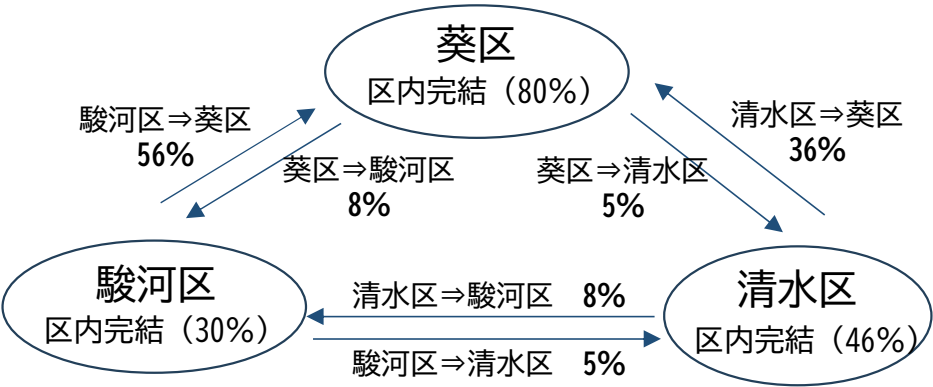 葵区
区内完結（80%）
駿河区⇒葵区
56%
清水区⇒葵区
36%
葵区⇒駿河区
8%
葵区⇒清水区
5%
駿河区
区内完結（30%）
清水区⇒駿河区　8%
駿河区⇒清水区　5%
清水区
区内完結（46%）